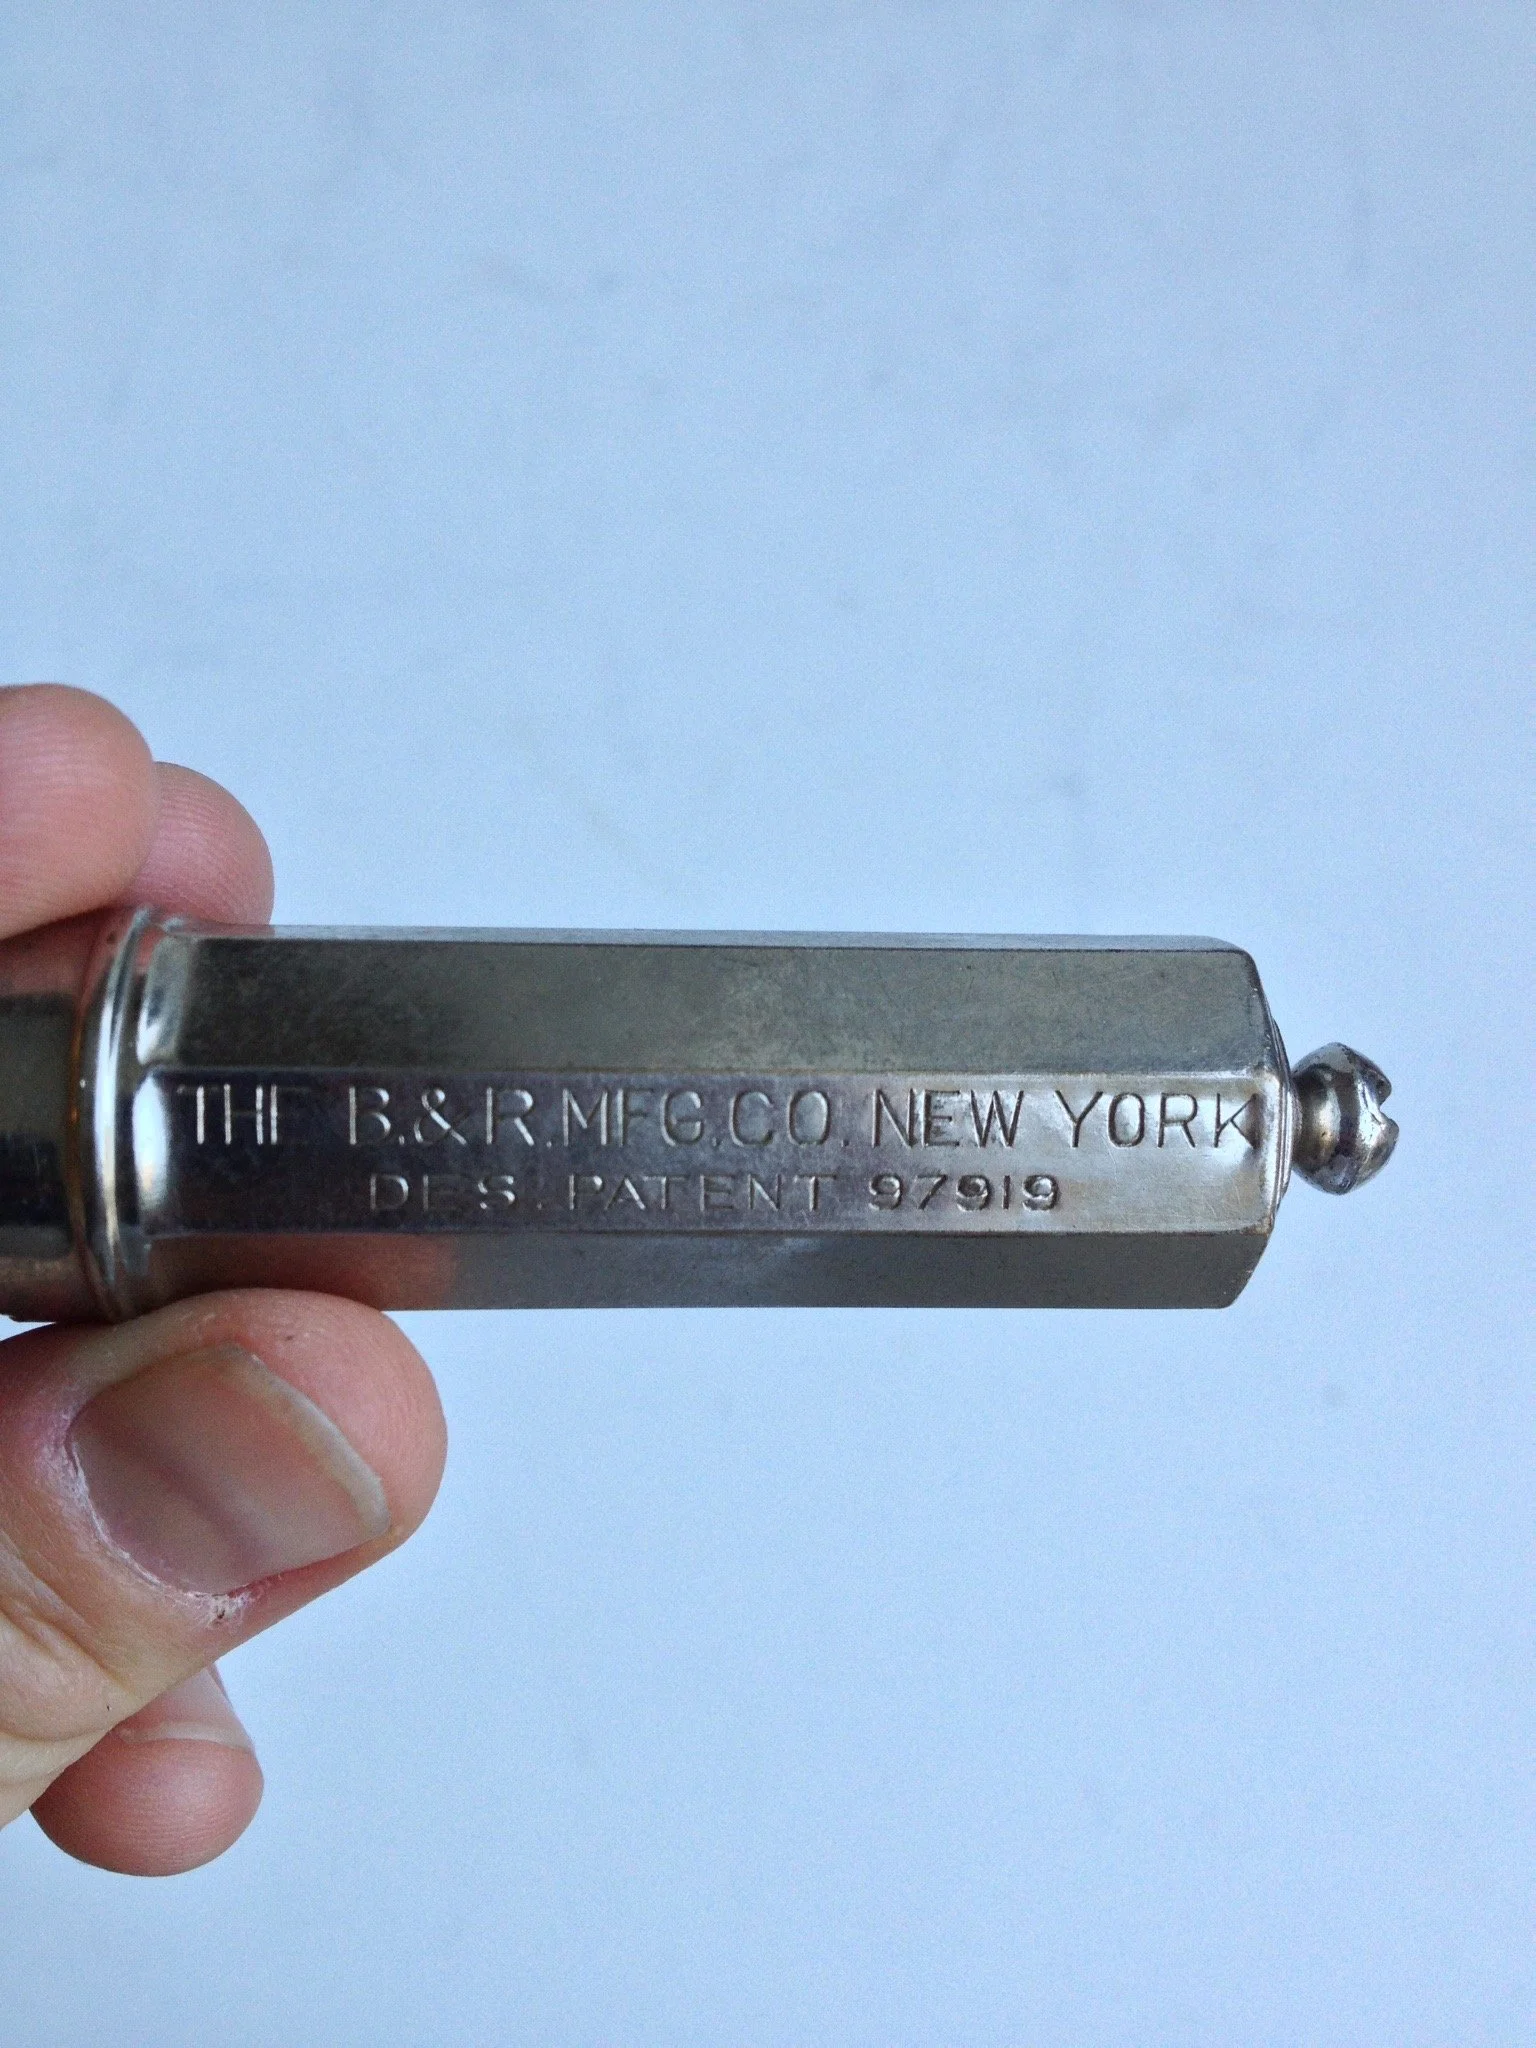 THE B.&R.MFG.CO. NEW YORK
DES. PATENT 97919